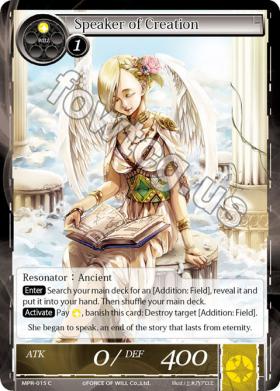 Speaker of Creation
WILL
1
fowtcg.us
Resonator : Ancient
Enter Search your main deck for an [Addition: Field], reveal it and
put it into your hand. Then shuffle your main deck.
Activate Pay , banish this card: Destroy target [Addition: Field].
She began to speak, an end of the story that lasts from eternity.
ATK 0/ DEF 400
MPR-015 C ©FORCE OF WILL Co.,Ltd.